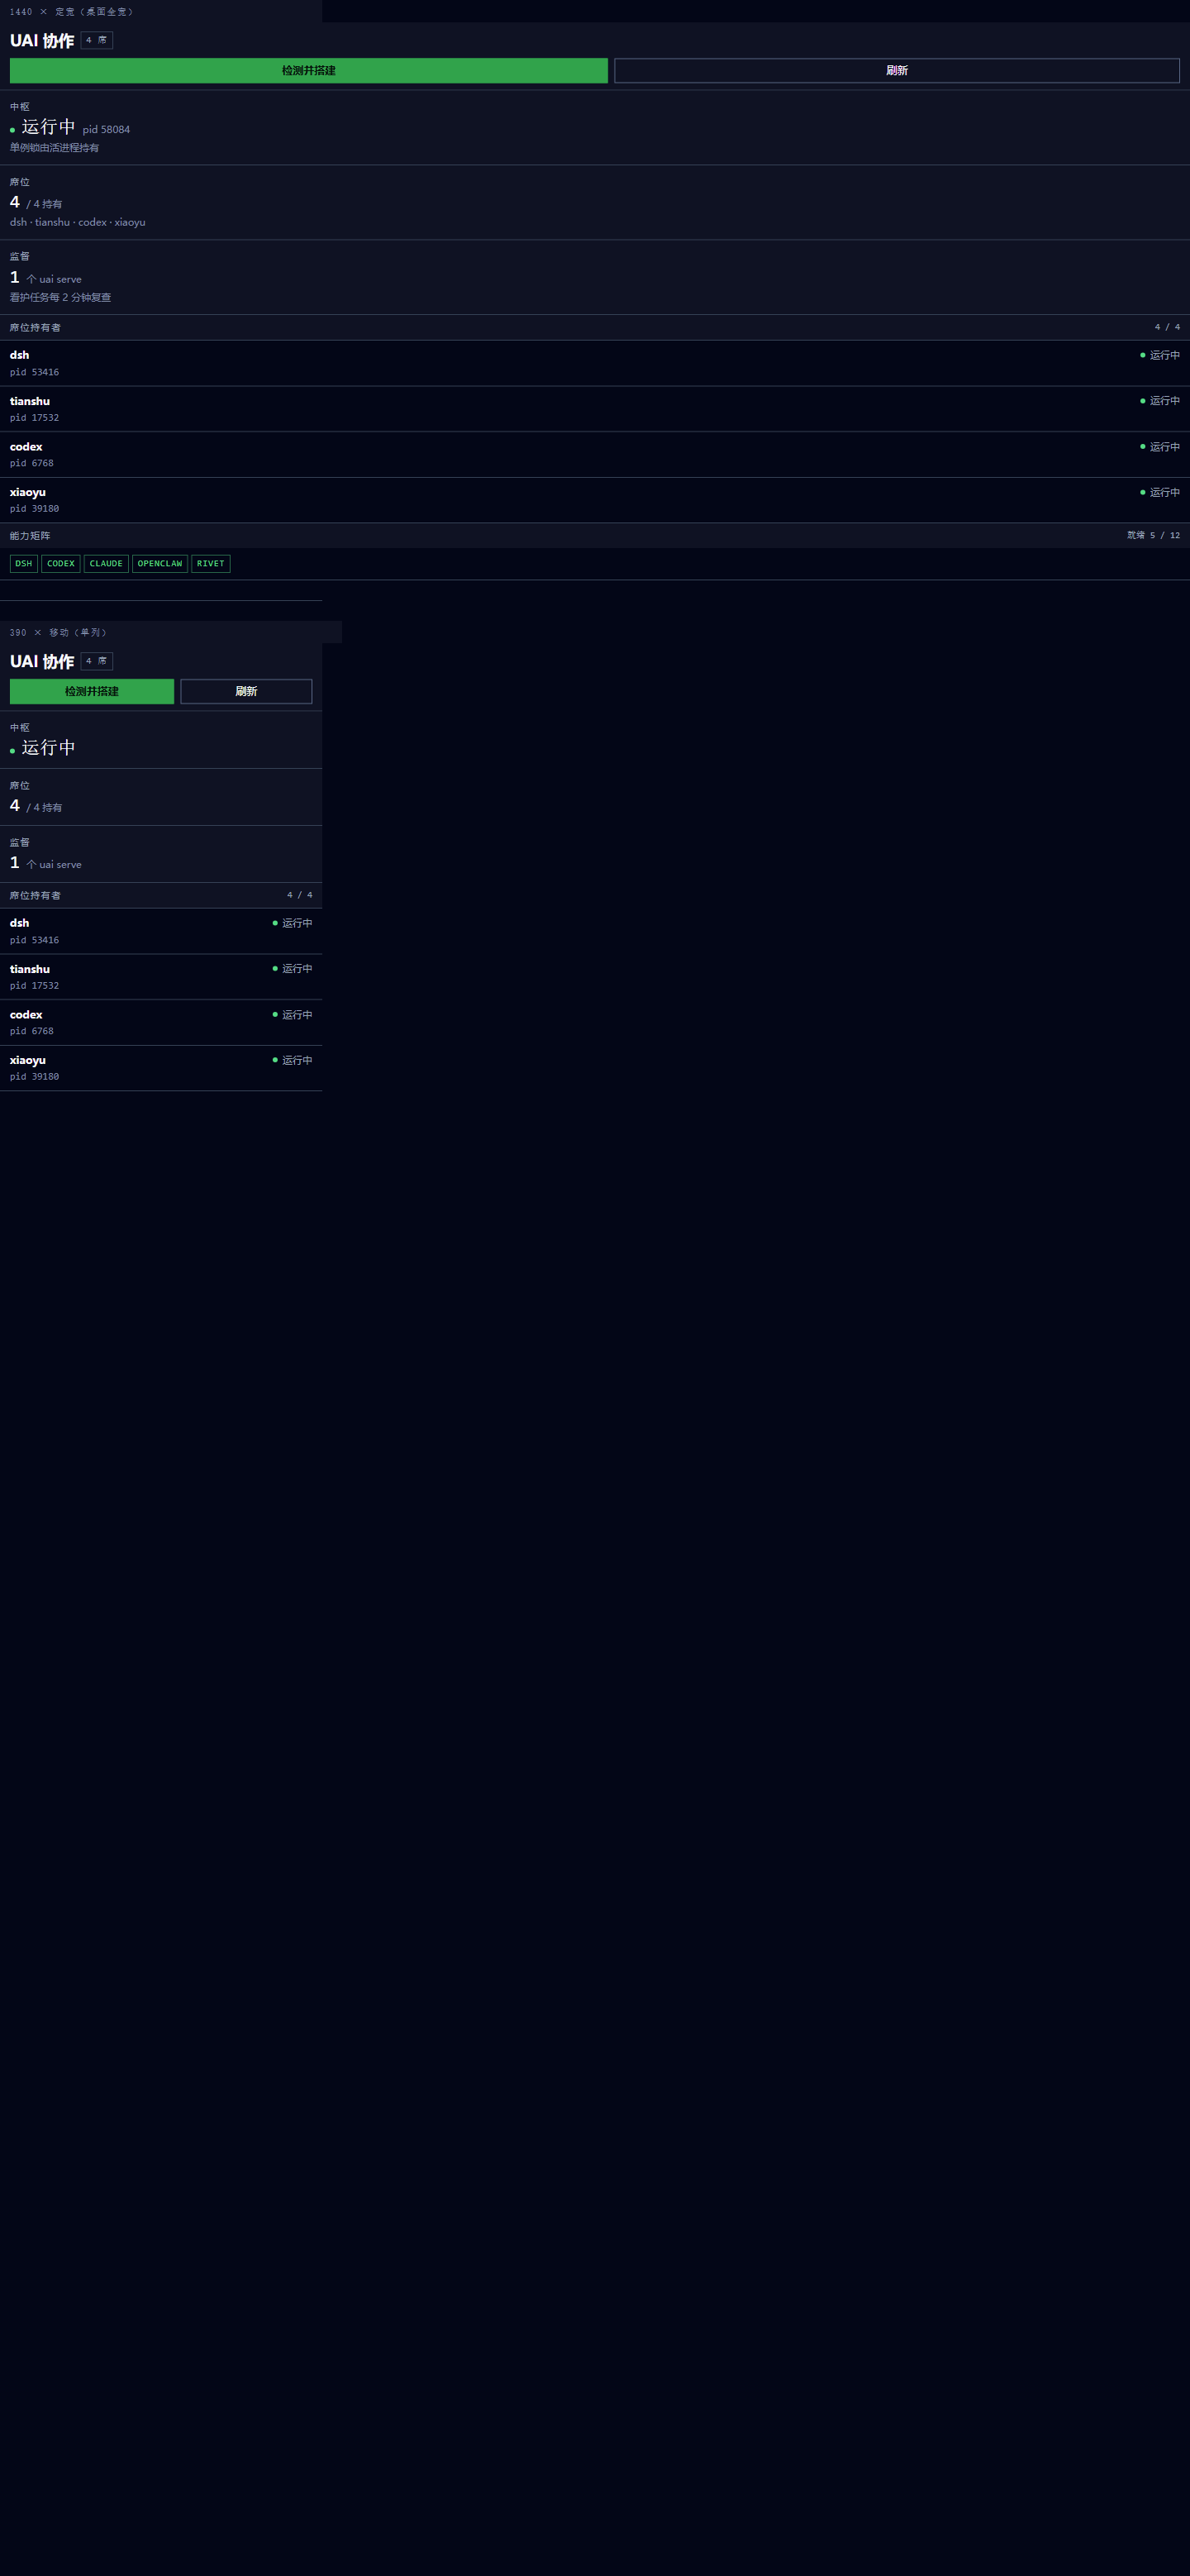 1440 × 定宽（桌面全宽）
UAI 协作 4 席
检测并搭建 刷新
中枢
运行中 pid 58084
单例锁由活进程持有
席位
4 / 4 持有
dsh · tianshu · codex · xiaoyu
监督
1 个 uai serve
看护任务每 2 分钟复查
席位持有者 4 / 4
dsh 运行中
pid 53416
tianshu 运行中
pid 17532
codex 运行中
pid 6768
xiaoyu 运行中
pid 39180
能力矩阵 就绪 5 / 12
DSH CODEX CLAUDE OPENCLAW RIVET
390 × 移动（单列）
UAI 协作 4 席
检测并搭建 刷新
中枢
运行中
席位
4 / 4 持有
监督
1 个 uai serve
席位持有者 4 / 4
dsh 运行中
pid 53416
tianshu 运行中
pid 17532
codex 运行中
pid 6768
xiaoyu 运行中
pid 39180